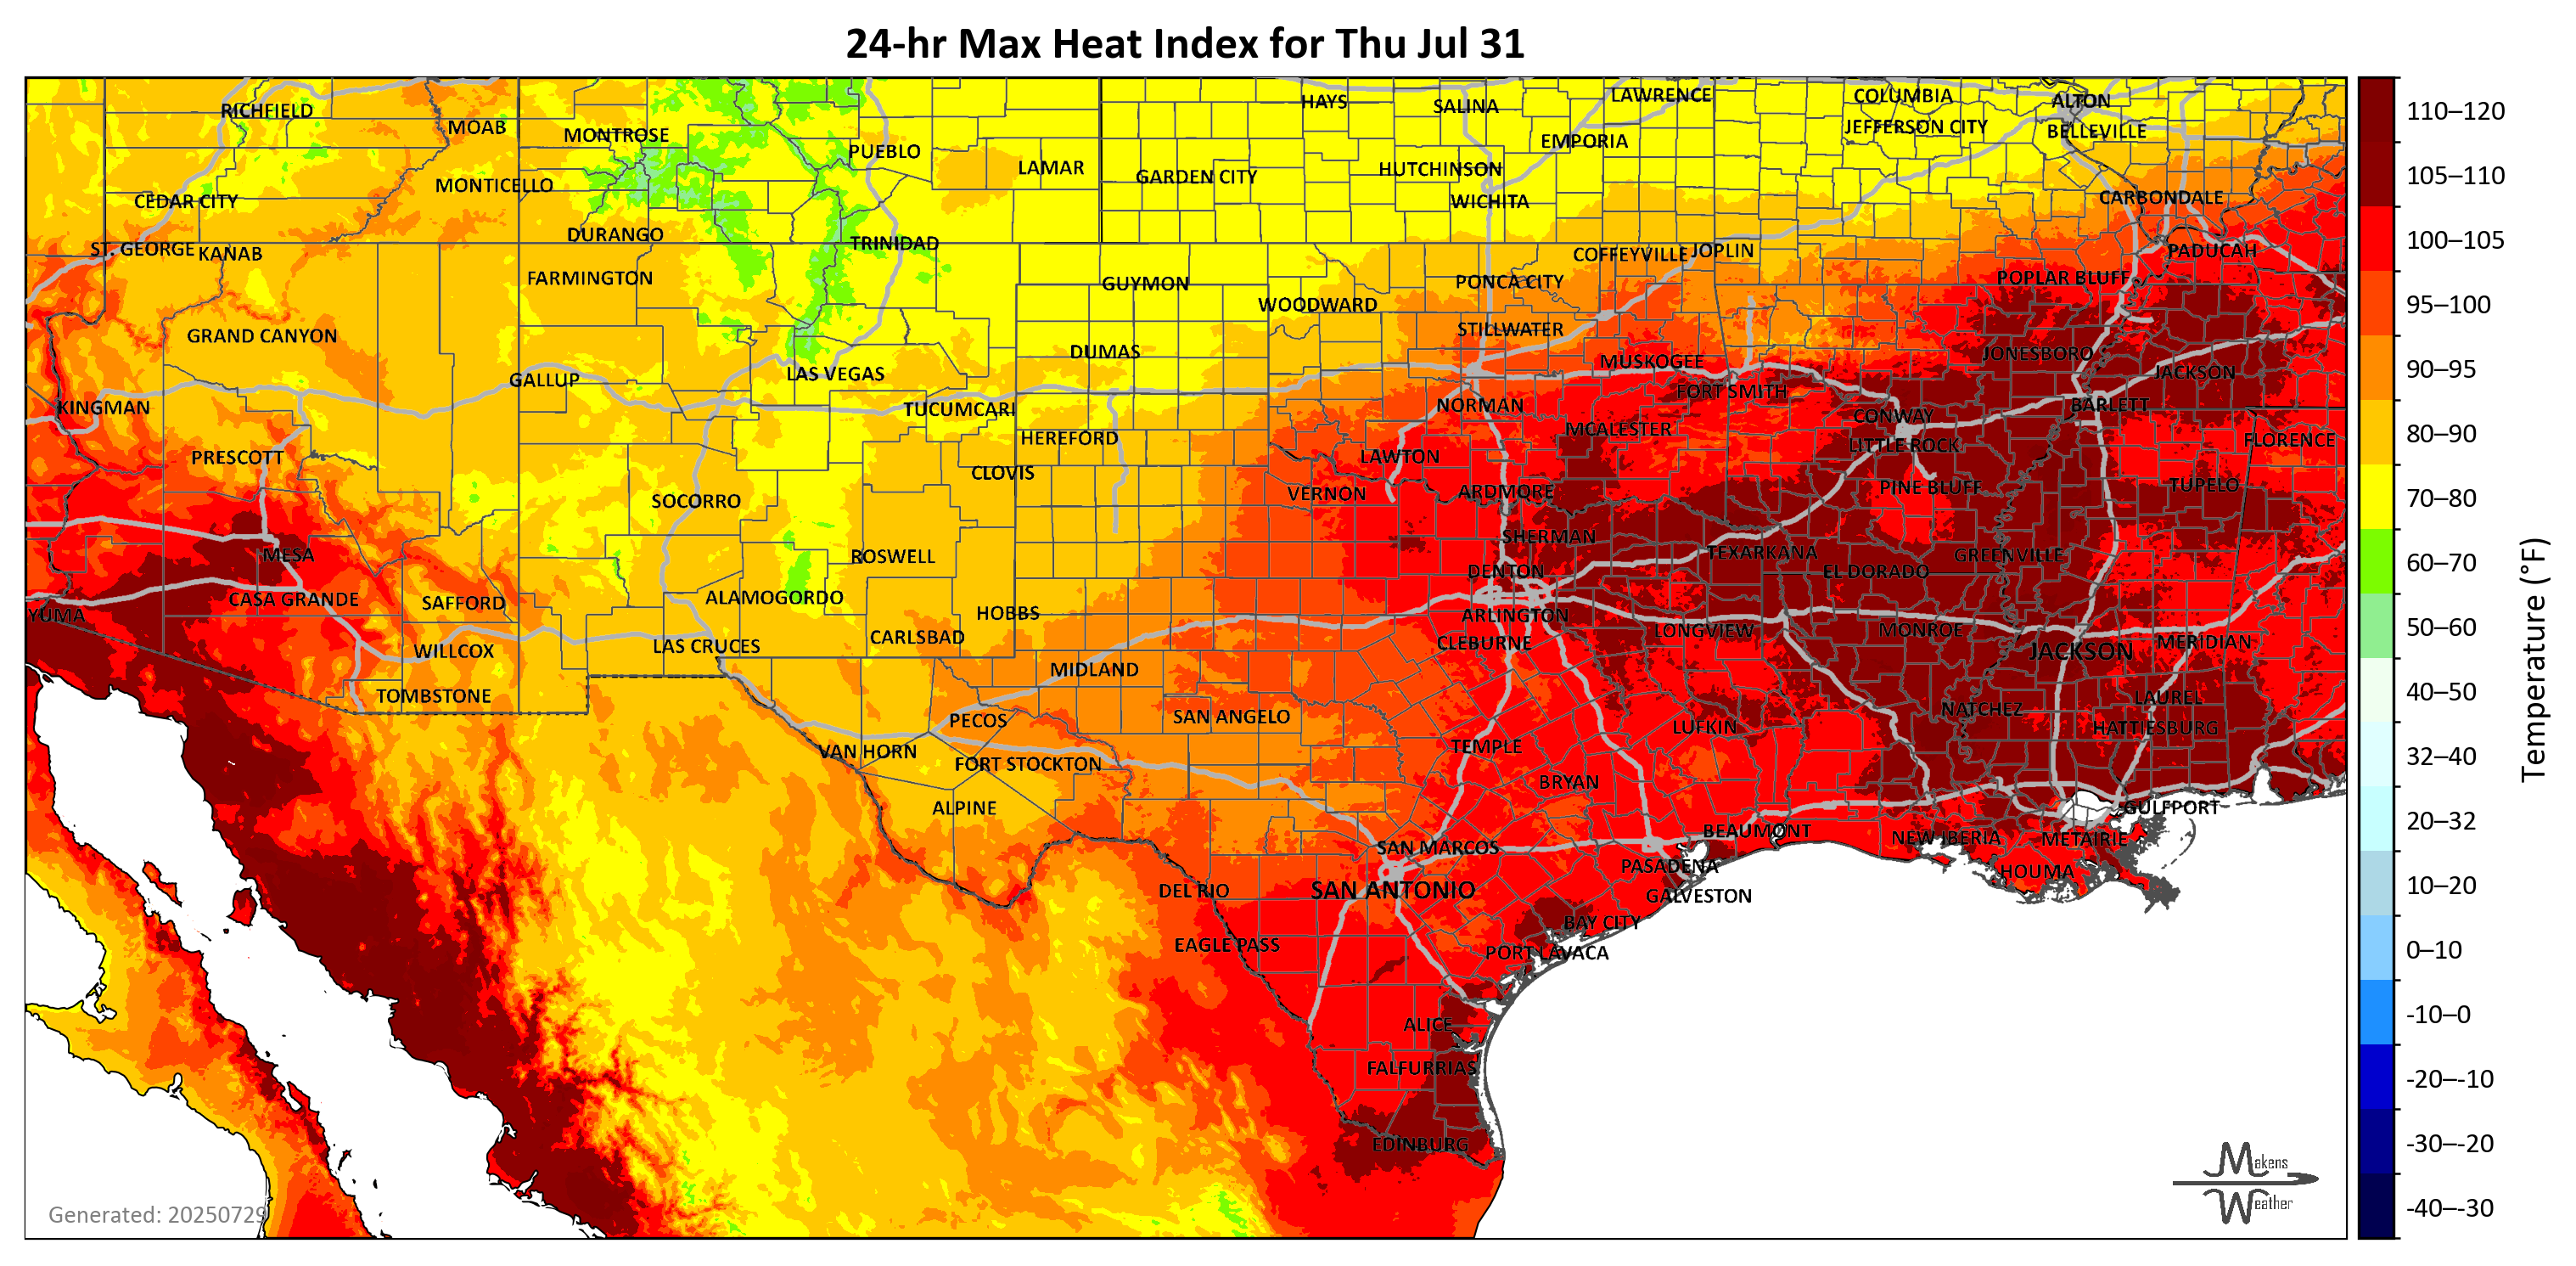 24-hr Max Heat Index for Thu Jul 31
RICHFIELD
MOAB
MONTROSE
PUEBLO
LAMAR
HAYS
SALINA
LAWRENCE
COLUMBIA
ALTON
JEFFERSON CITY
BELLEVILLE
EMPORIA
GARDEN CITY
HUTCHINSON
MONTICELLO
CEDAR CITY
WICHITA
CARBONDALE
DURANGO
TRINIDAD
ST. GEORGE
KANAB
COFFEYVILLE
JOPLIN
PADUCAH
FARMINGTON
GUYMON
PONCA CITY
POPLAR BLUFF
WOODWARD
GRAND CANYON
STILLWATER
DUMAS
MUSKOGEE
JONESBORO
GALLUP
LAS VEGAS
FORT SMITH
JACKSON
KINGMAN
TUCUMCARI
NORMAN
CONWAY
BARLETT
HEREFORD
MCALESTER
LITTLE ROCK
FLORENCE
PRESCOTT
CLOVIS
LAWTON
SOCORRO
VERNON
ARDMORE
PINE BLUFF
TUPELO
MESA
ROSWELL
SHERMAN
TEXARKANA
GREENVILLE
DENTON
EL DORADO
CASA GRANDE
SAFFORD
ALAMOGORDO
HOBBS
ARLINGTON
YUMA
WILLCOX
LAS CRUCES
CARLSBAD
CLEBURNE
LONGVIEW
MONROE
JACKSON
MERIDIAN
MIDLAND
TOMBSTONE
PECOS
SAN ANGELO
LUFKIN
NATCHEZ
LAUREL
HATTIESBURG
VAN HORN
FORT STOCKTON
TEMPLE
BRYAN
ALPINE
GULFPORT
BEAUMONT
NEW IBERIA
METAIRIE
SAN MARCOS
PASADENA
HOUMA
DEL RIO
SAN ANTONIO
GALVESTON
BAY CITY
EAGLE PASS
PORT LAVACA
ALICE
FALFURRIAS
EDINBURG
Generated: 20250729
Makens
Weather
110–120
105–110
100–105
95–100
90–95
80–90
70–80
60–70
50–60
40–50
32–40
20–32
10–20
0–10
-10–0
-20–-10
-30–-20
-40–-30
Temperature (°F)